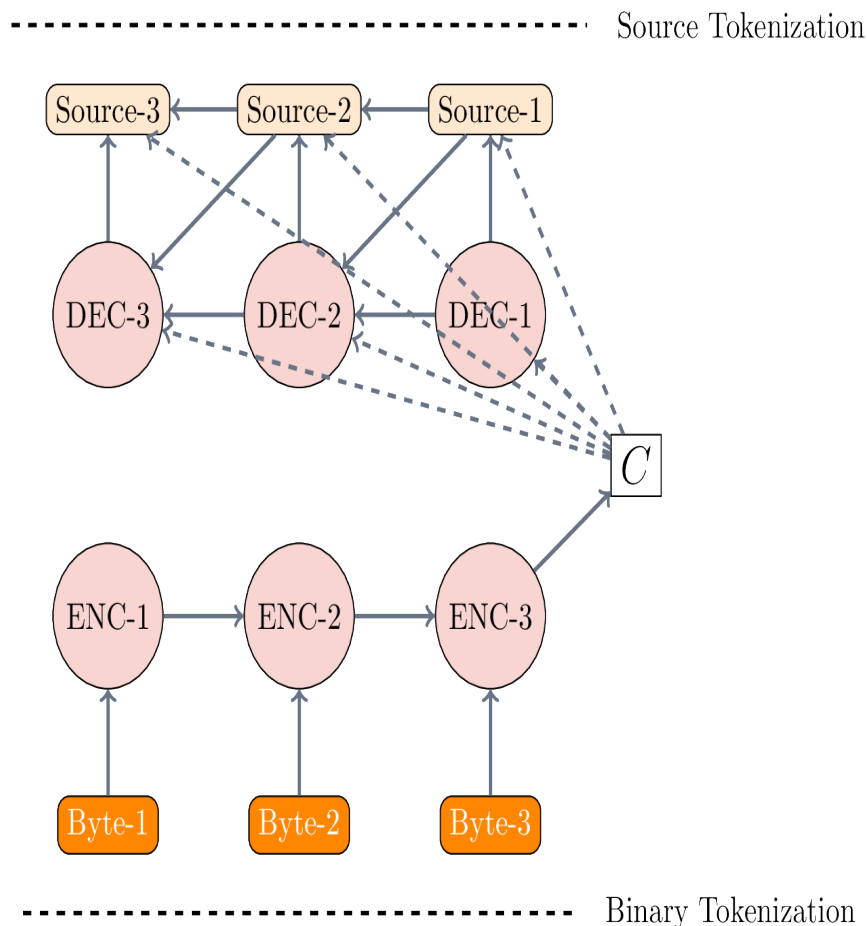 Source Tokenization
Source-3 Source-2 Source-1
DEC-3 DEC-2 DEC-1
C
ENC-1 ENC-2 ENC-3
Byte-1 Byte-2 Byte-3
Binary Tokenization